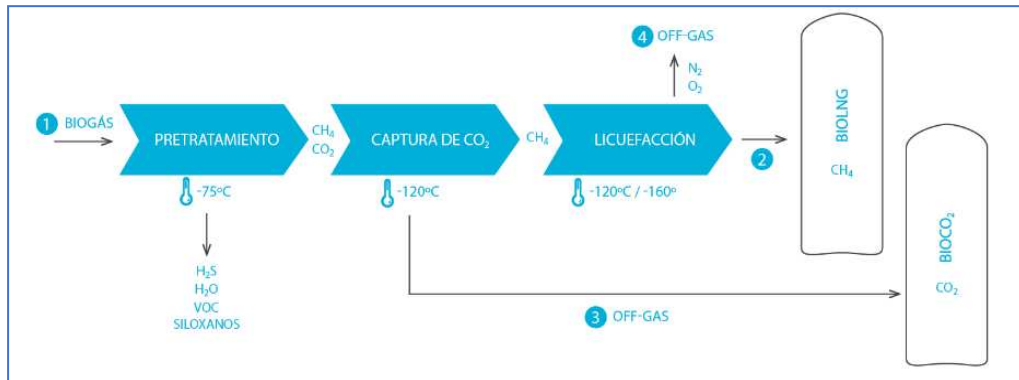 4 OFF-GAS
N₂
O₂
1 BIOGÁS
PRETRATAMIENTO
CH₄
CO₂
CAPTURA DE CO₂
CH₄
LICUEFACCIÓN
2
BIOLNG
CH₄
-75ºC
-120ºC
-120ºC / -160º
H₂S
H₂O
VOC
SILOXANOS
3 OFF-GAS
BIOCO₂
CO₂